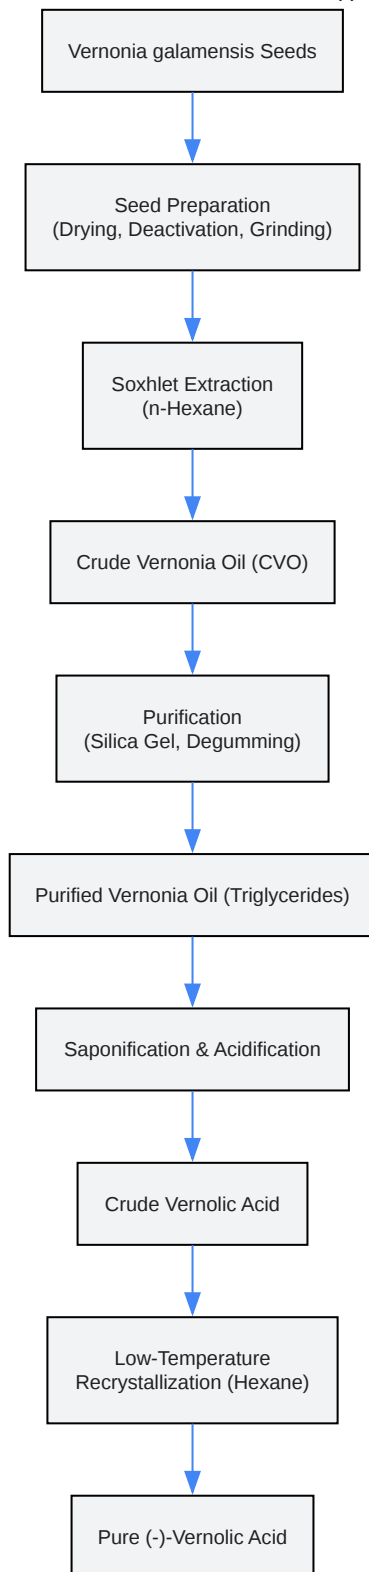 Vernonia galamensis Seeds
Seed Preparation
(Drying, Deactivation, Grinding)
Soxhlet Extraction
(n-Hexane)
Crude Vernonia Oil (CVO)
Purification
(Silica Gel, Degumming)
Purified Vernonia Oil (Triglycerides)
Saponification & Acidification
Crude Vernolic Acid
Low-Temperature
Recrystallization (Hexane)
Pure (-)-Vernolic Acid